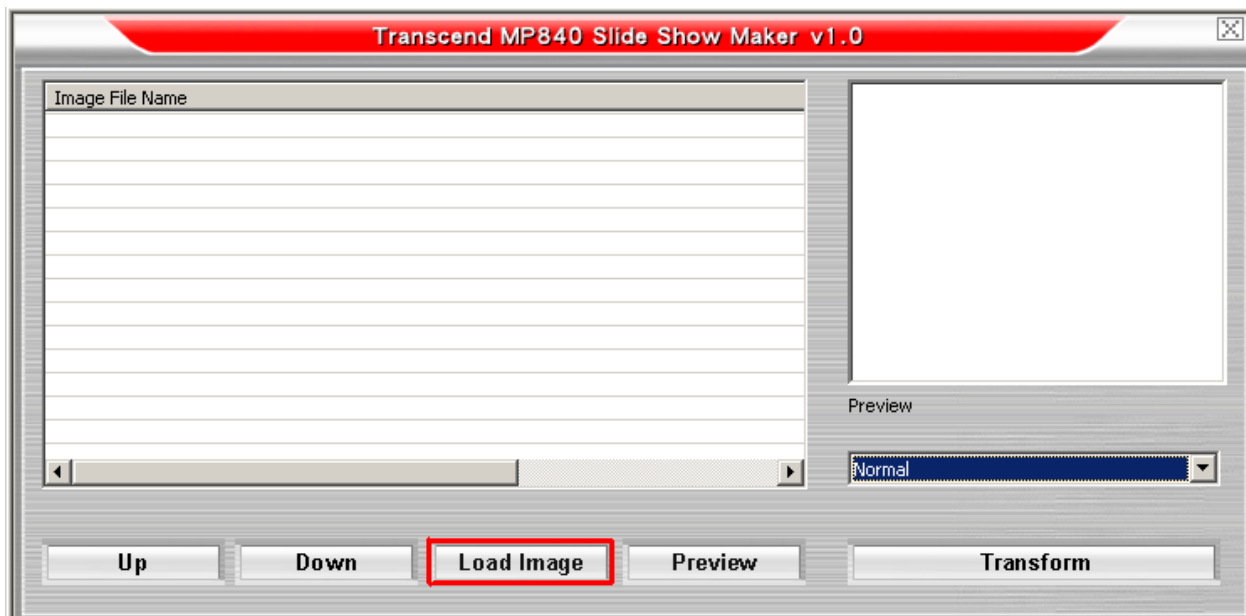 Transcend MP840 Slide Show Maker v1.0
Image File Name
Preview
Normal
Up Down Load Image Preview Transform